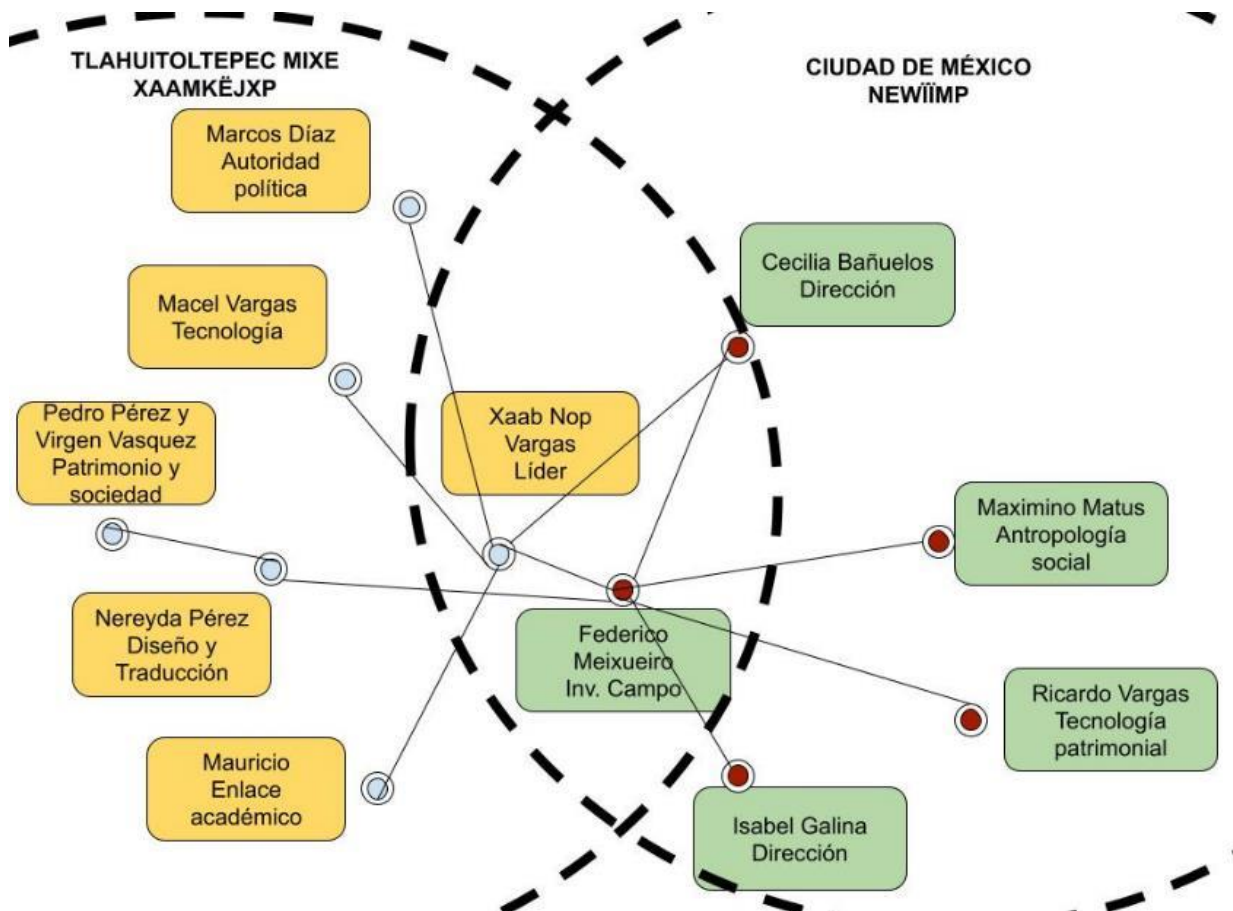 TLAHUITOLTEPEC MIXE
XAAMKËJXP
CIUDAD DE MÉXICO
NEWÏÏMP
Marcos Díaz
Autoridad
política
Cecilia Bañuelos
Dirección
Macel Vargas
Tecnología
Pedro Pérez y
Virgen Vasquez
Patrimonio y
sociedad
Xaab Nop
Vargas
Líder
Maximino Matus
Antropología
social
Nereyda Pérez
Diseño y
Traducción
Federico
Meixueiro
Inv. Campo
Ricardo Vargas
Tecnología
patrimonial
Mauricio
Enlace
académico
Isabel Galina
Dirección